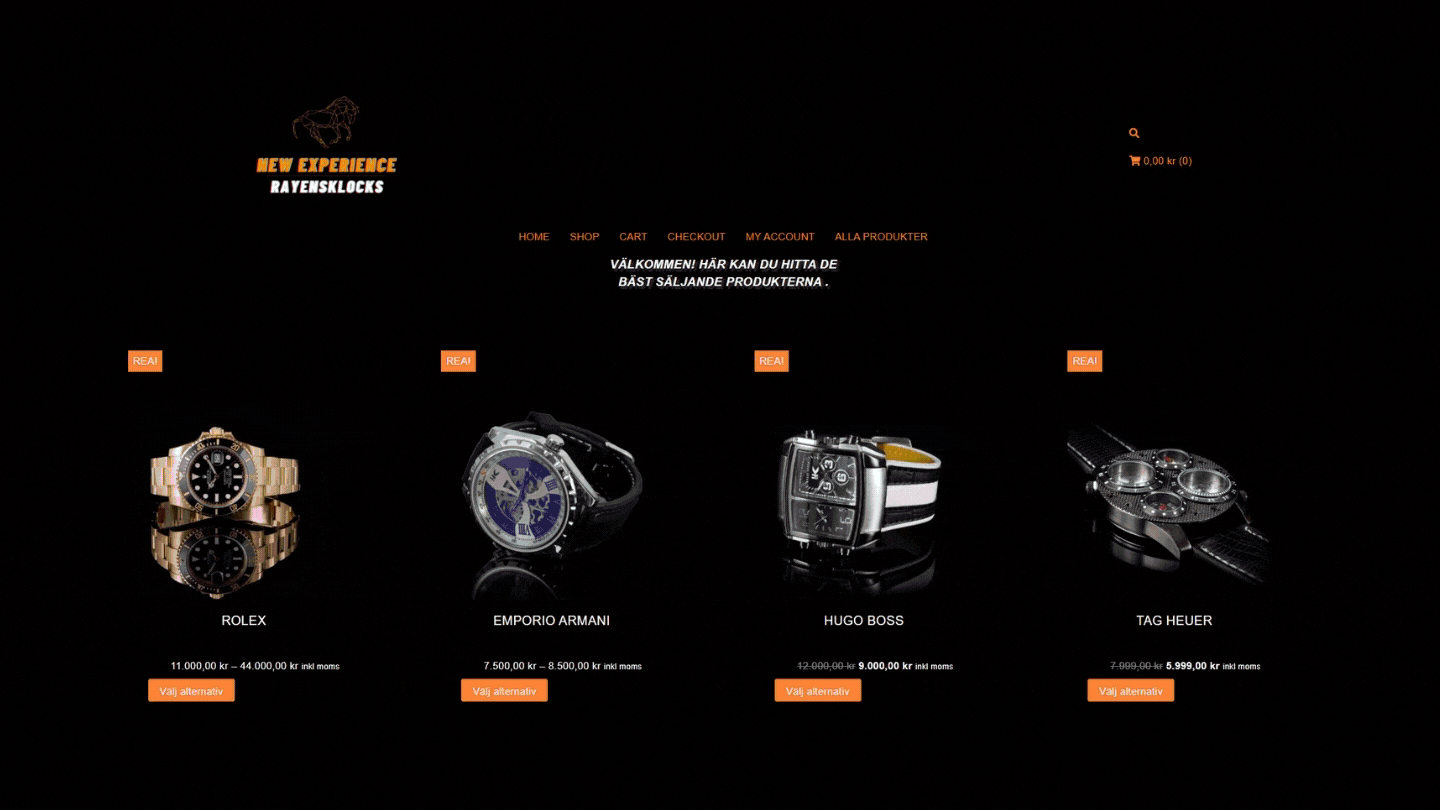 NEW EXPERIENCE
RAYENSKLOCKS
0,00 kr (0)
HOME SHOP CART CHECKOUT MY ACCOUNT ALLA PRODUKTER
VÄLKOMMEN! HÄR KAN DU HITTA DE
BÄST SÄLJANDE PRODUKTERNA .
REA! REA! REA! REA!
ROLEX EMPORIO ARMANI HUGO BOSS TAG HEUER
11.000,00 kr – 44.000,00 kr inkl moms 7.500,00 kr – 8.500,00 kr inkl moms 12.000,00 kr 9.000,00 kr inkl moms 7.999,00 kr 5.999,00 kr inkl moms
Välj alternativ Välj alternativ Välj alternativ Välj alternativ